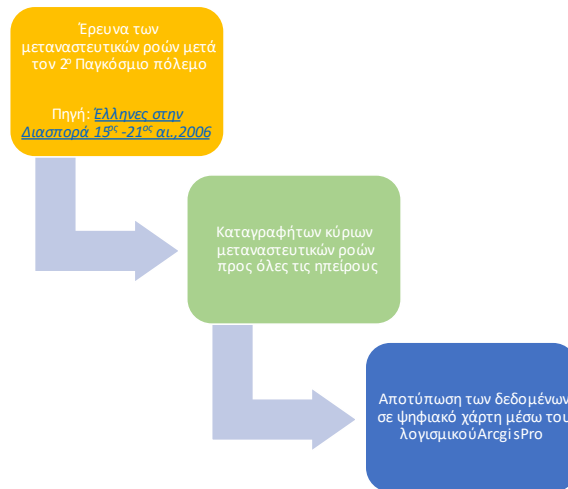 Έρευνα των
μεταναστευτικών ροών μετά
τον 2ο Παγκόσμιο πόλεμο
Πηγή: Έλληνες στην
Διασπορά 15ος -21ος αι.,2006
Καταγραφήτων κύριων
μεταναστευτικών ροών
προς όλες τις ηπείρους
Αποτύπωση των δεδομένων
σε ψηφιακό χάρτη μέσω του
λογισμικούArcgisPro